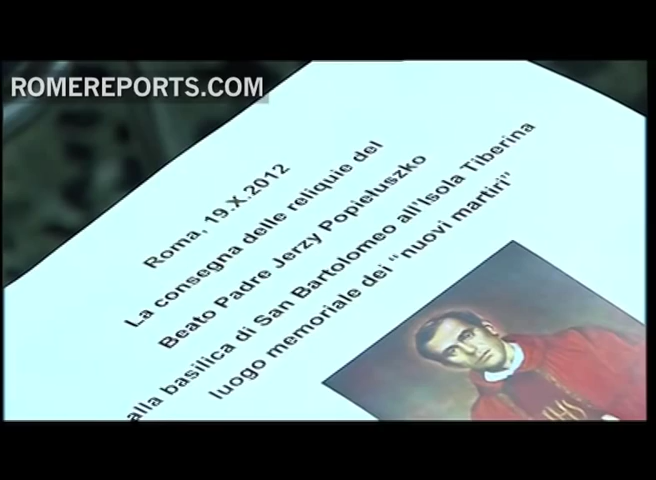 ROMEREPORTS.COM
Roma, 19.X.2012
La consegna delle reliquie del
Beato Padre Jerzy Popiełuszko
alla basilica di San Bartolomeo all'Isola Tiberina
luogo memoriale dei "nuovi martiri"
IHS